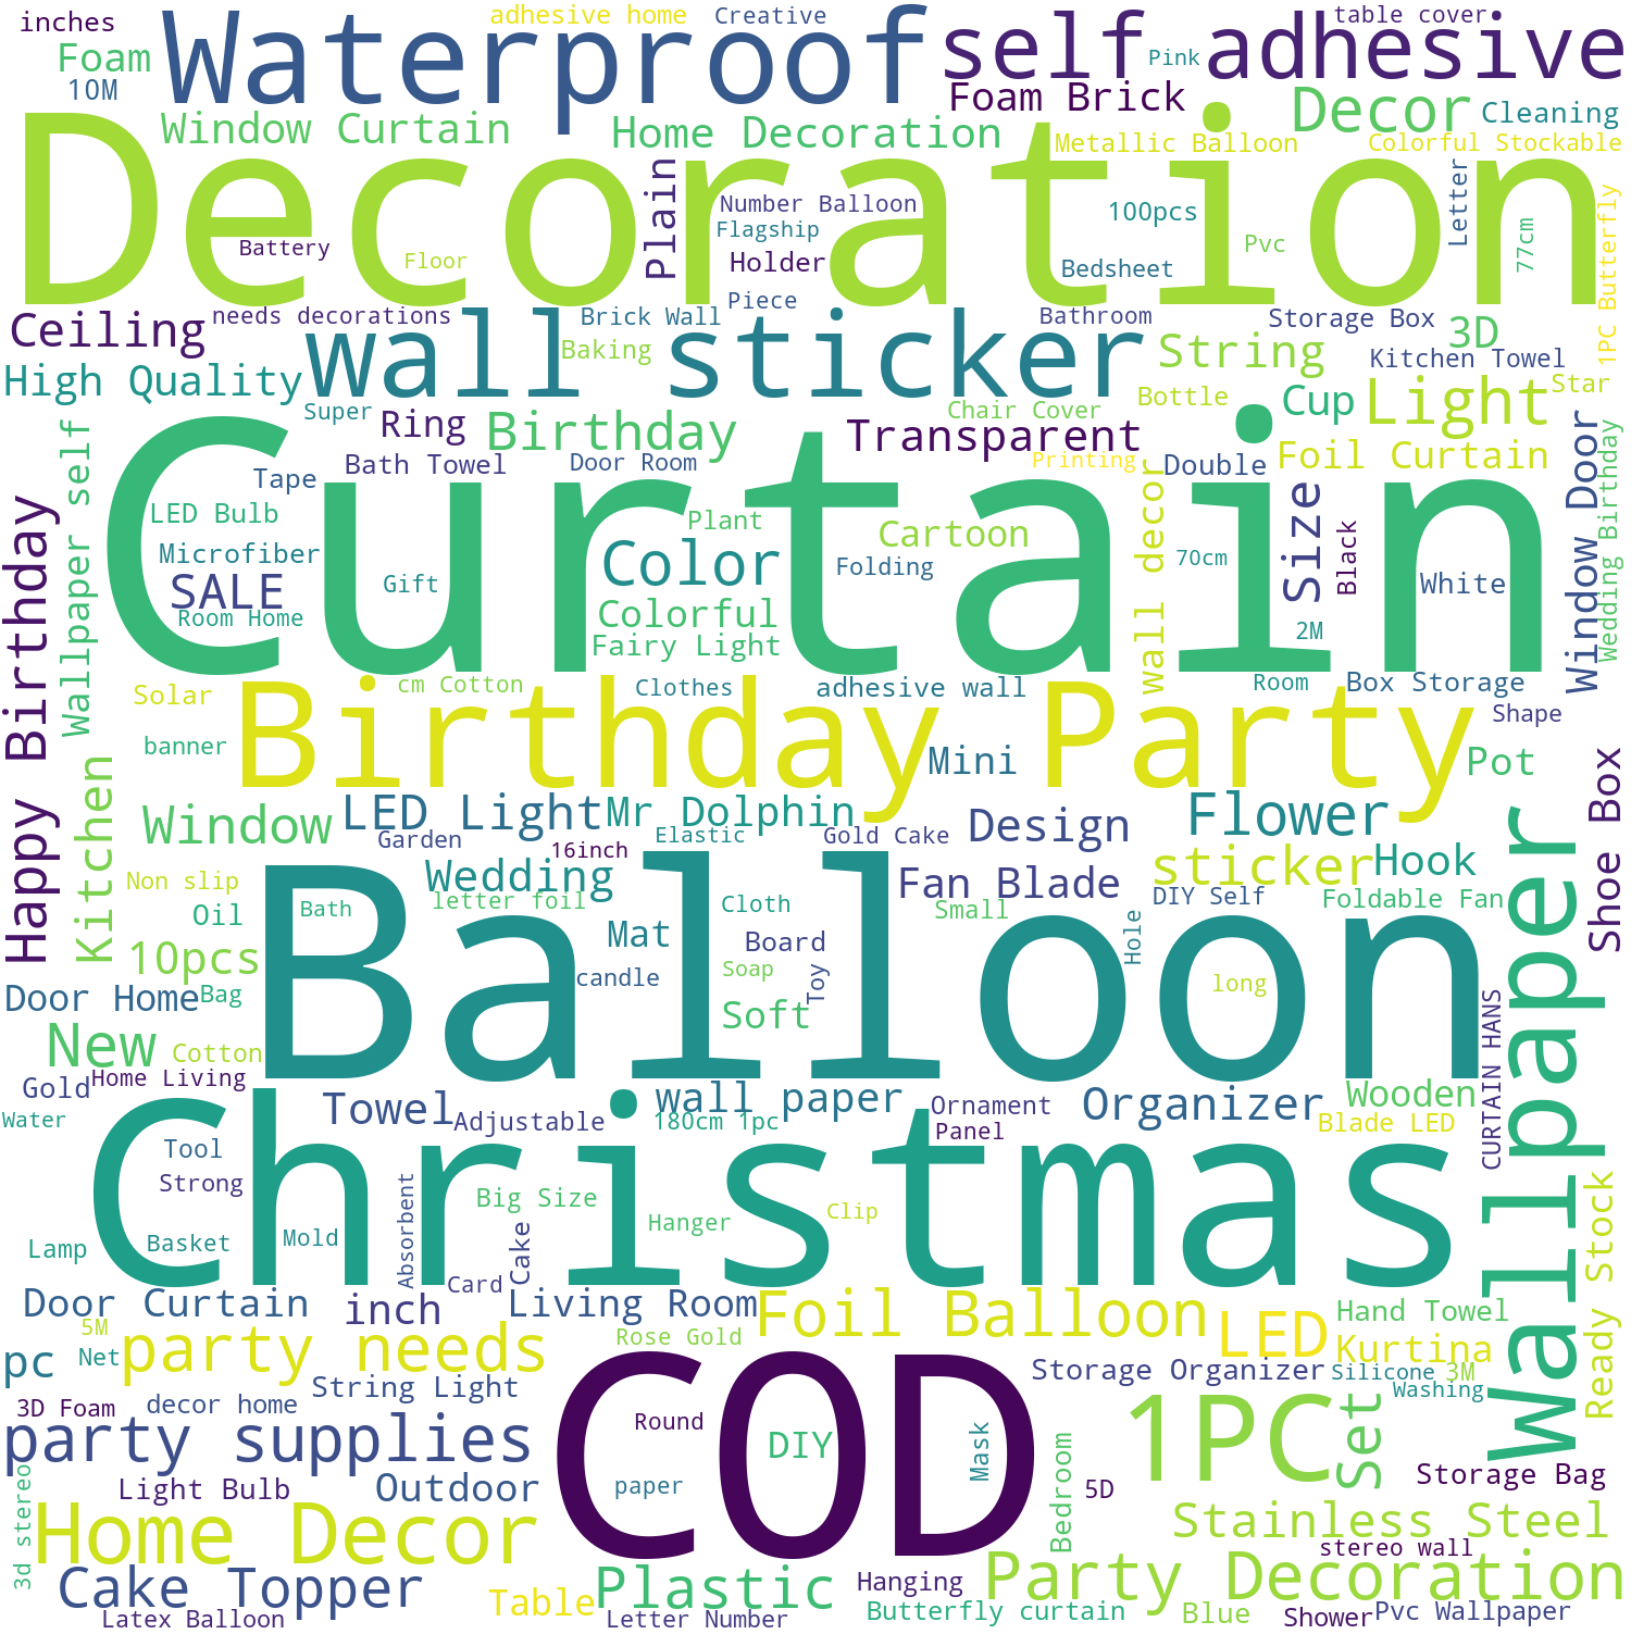 inches
adhesive home
Creative
table cover
Foam
Waterproof
self adhesive
Pink
10M
Foam Brick
Decor
Cleaning
Window Curtain
Home Decoration
Metallic Balloon
Colorful Stockable
Decoration
Plain
Letter
Number Balloon
100pcs
Flagship
Battery
Floor
Holder
Pvc
77cm
Bedsheet
1PC Butterfly
Piece
Ceiling
needs decorations
Brick Wall
Bathroom
Storage Box
3D
wall sticker
Baking
String
Kitchen Towel
High Quality
Super
Ring
Birthday
Chair Cover
Bottle
Cup
Light
Star
Transparent
Bath Towel
Door Room
Printing
Double
Foil Curtain
Window Door
Wedding Birthday
Wallpaper self
Curtain
Tape
LED Bulb
Plant
Cartoon
wall decor
Size
Black
Microfiber
Color
Folding
70cm
White
SALE
Gift
Colorful
Room Home
Fairy Light
2M
Happy Birthday
Solar
cm Cotton
Clothes
adhesive wall
Room
Box Storage
Shape
banner
Birthday Party
Mini
Pot
Kitchen
Window
LED Light
Mr Dolphin
Design
Flower
Shoe Box
Garden
Elastic
Gold Cake
16inch
Wedding
sticker
Hook
Non slip
Fan Blade
DIY Self
Foldable Fan
letter foil
Oil
Bath
Cloth
Small
Mat
Board
Hole
10pcs
Balloon
candle
Soap
Toy
long
Door Home
Bag
Soft
CURTAIN HANS
Wallpaper
New
Cotton
Gold
Home Living
Water
Towel
Adjustable
wall paper
180cm 1pc
Ornament
Panel
Organizer
Wooden
Blade LED
Christmas
Tool
Strong
Absorbent
Big Size
Hanger
Clip
Ready Stock
Lamp
Basket
Mold
Cake
Card
Door Curtain
inch
Living Room
Foil Balloon
LED
Hand Towel
5M
party needs
Rose Gold
Kurtina
pc
Net
String Light
Storage Organizer
silicone
3M
Washing
3D Foam
decor home
COD
Round
1PC
Set
party supplies
DIY
Mask
Bedroom
Storage Bag
3d stereo
Light Bulb
Outdoor
paper
5D
Home Decor
Stainless Steel
stereo wall
Cake Topper
Table
Plastic
Hanging
Party Decoration
Latex Balloon
Letter Number
Butterfly curtain
Blue
Shower
Pvc Wallpaper